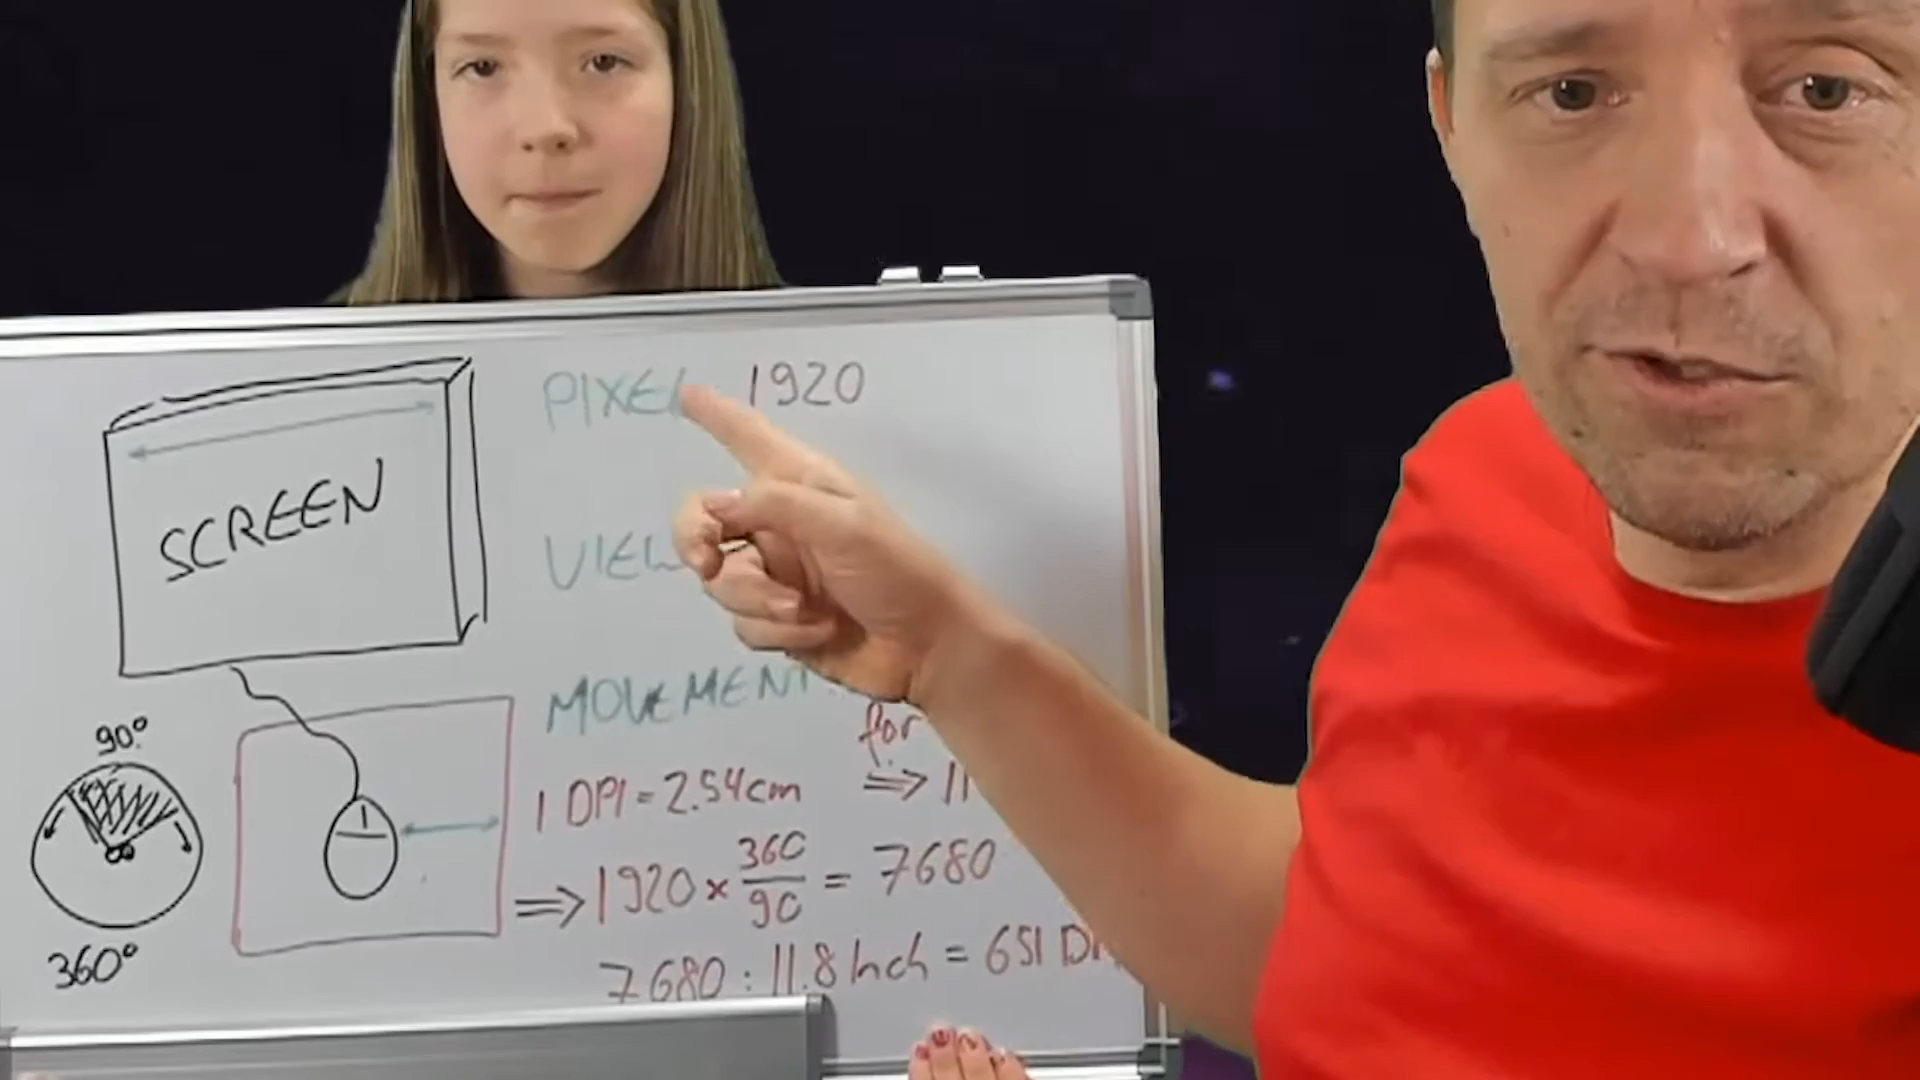 PIXEL 1920
SCREEN
VIEW
MOVEMENT
for
90°
1 DPI = 2.54cm ⇒ 11
⇒ 1920 × 360/90 = 7680
360°
7680 : 11.8 Inch = 651